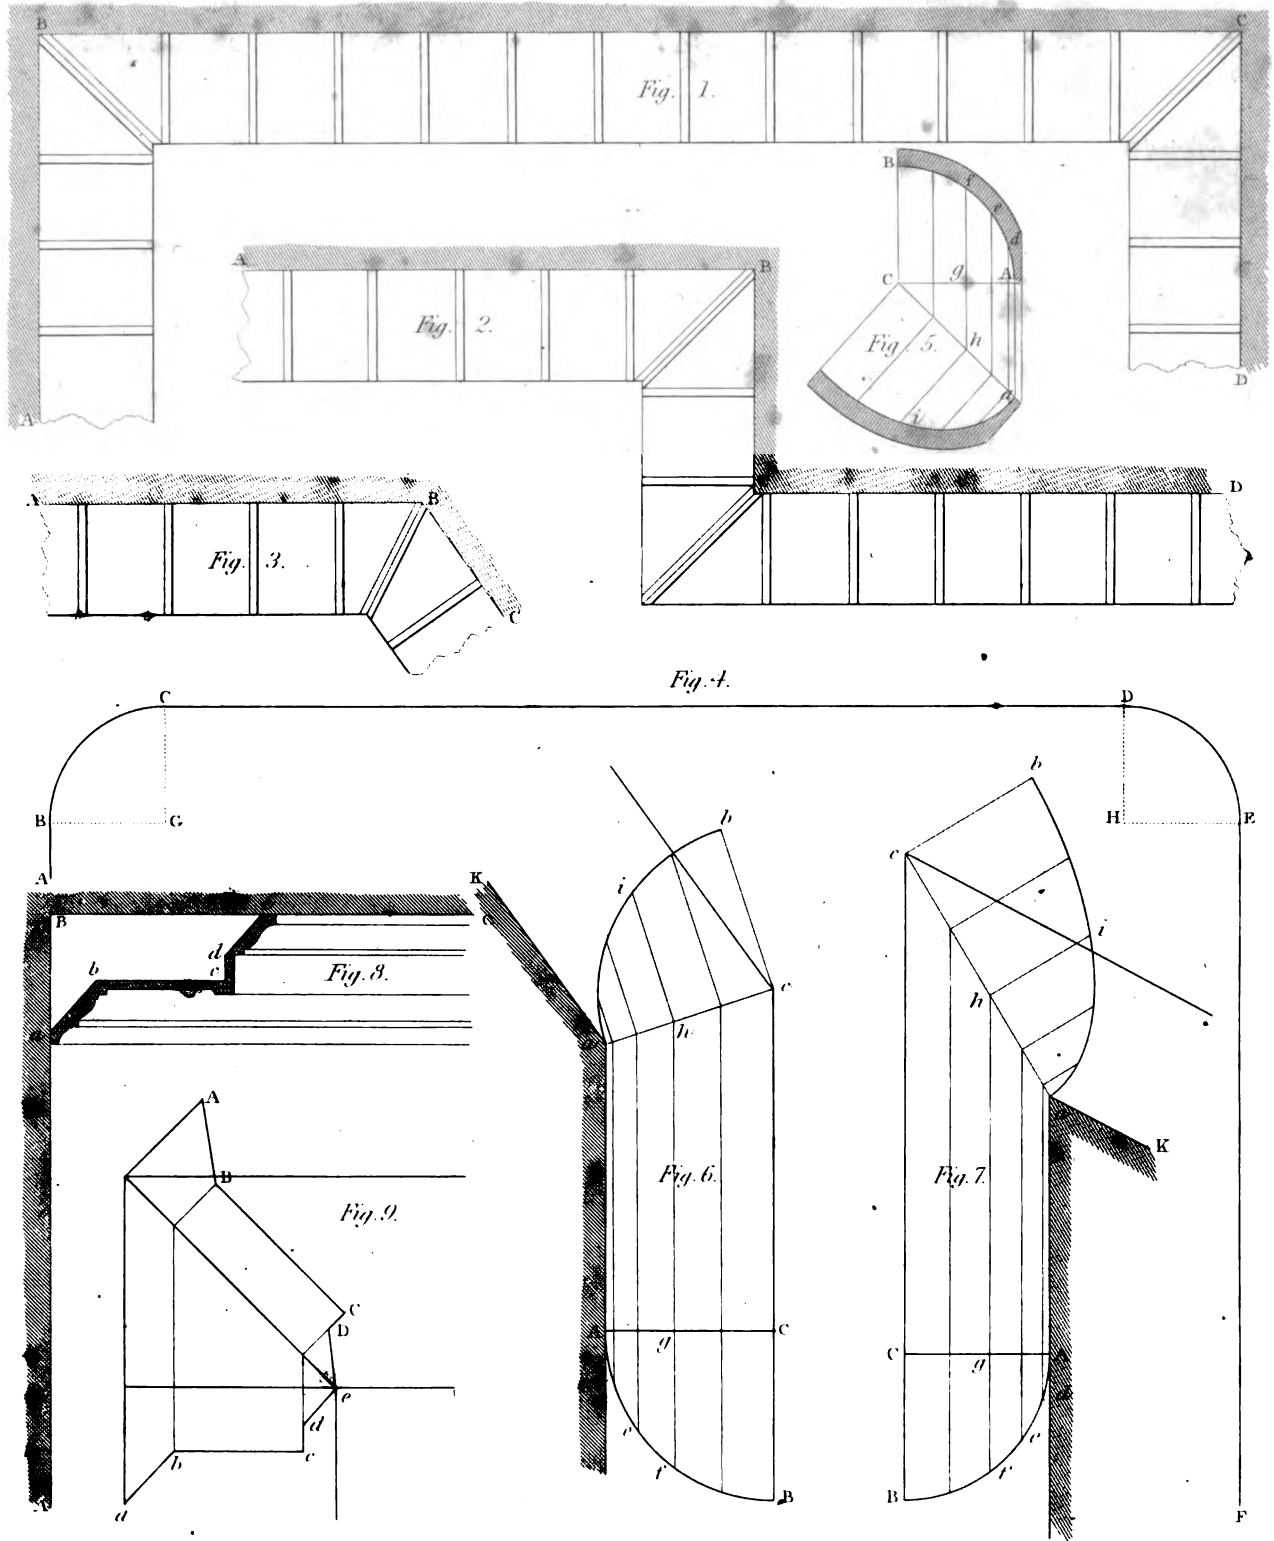 B C
Fig. 1.
A D
A B
Fig. 2.
D
B f e d
C g A
Fig. 5. h a
i
A B
Fig. 3.
C
Fig. 4.
C D
B G H E
A F
K
B
d
b c
Fig. 8.
a
A
A
B
Fig. 9.
C
D
e
d
b c
a
b
i
c
a h
Fig. 6.
A g C
e
f
B
b
c
i
h
K
Fig. 7.
C g A
d
e
f
B